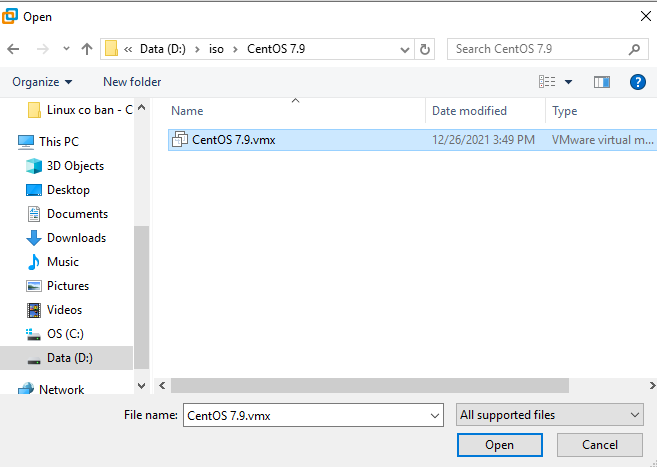 Open
« Data (D:) › iso › CentOS 7.9
Search CentOS 7.9
Organize
New folder
Linux co ban - C
This PC
3D Objects
Desktop
Documents
Downloads
Music
Pictures
Videos
OS (C:)
Data (D:)
Network
Name Date modified Type
CentOS 7.9.vmx 12/26/2021 3:49 PM VMware virtual m...
File name: CentOS 7.9.vmx
All supported files
Open
Cancel